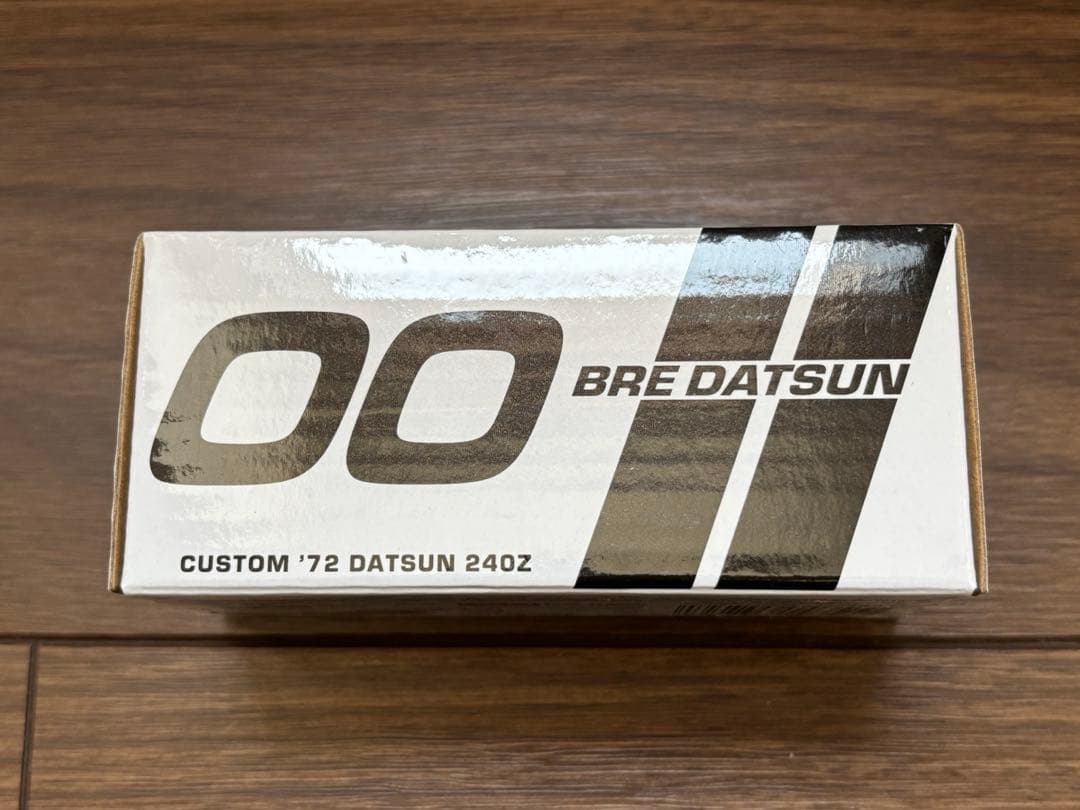 00
BRE DATSUN
CUSTOM '72 DATSUN 240Z